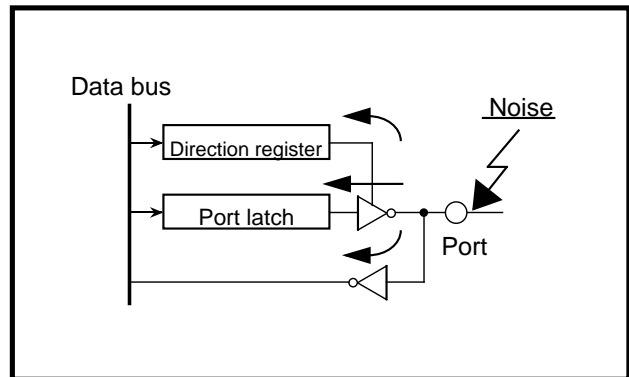 Data bus
Noise
Direction register
Port latch
Port